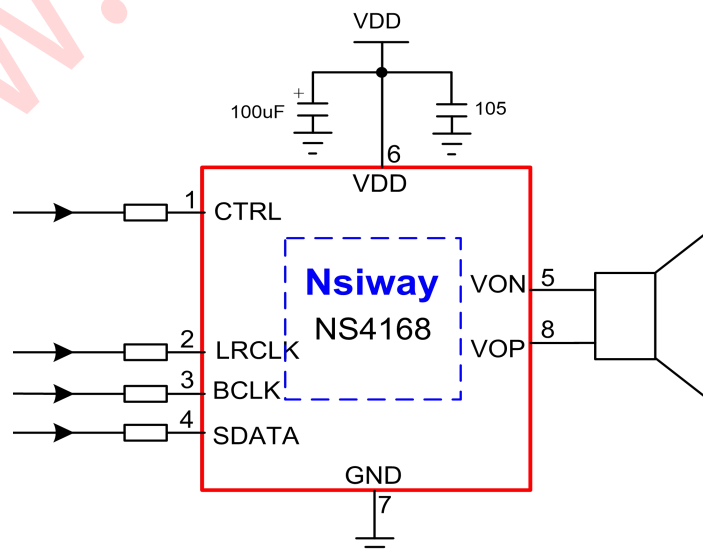 VDD
+
100uF
105
6
VDD
1
CTRL
Nsiway
NS4168
VON
5
VOP
8
2
LRCLK
3
BCLK
4
SDATA
GND
7
w.